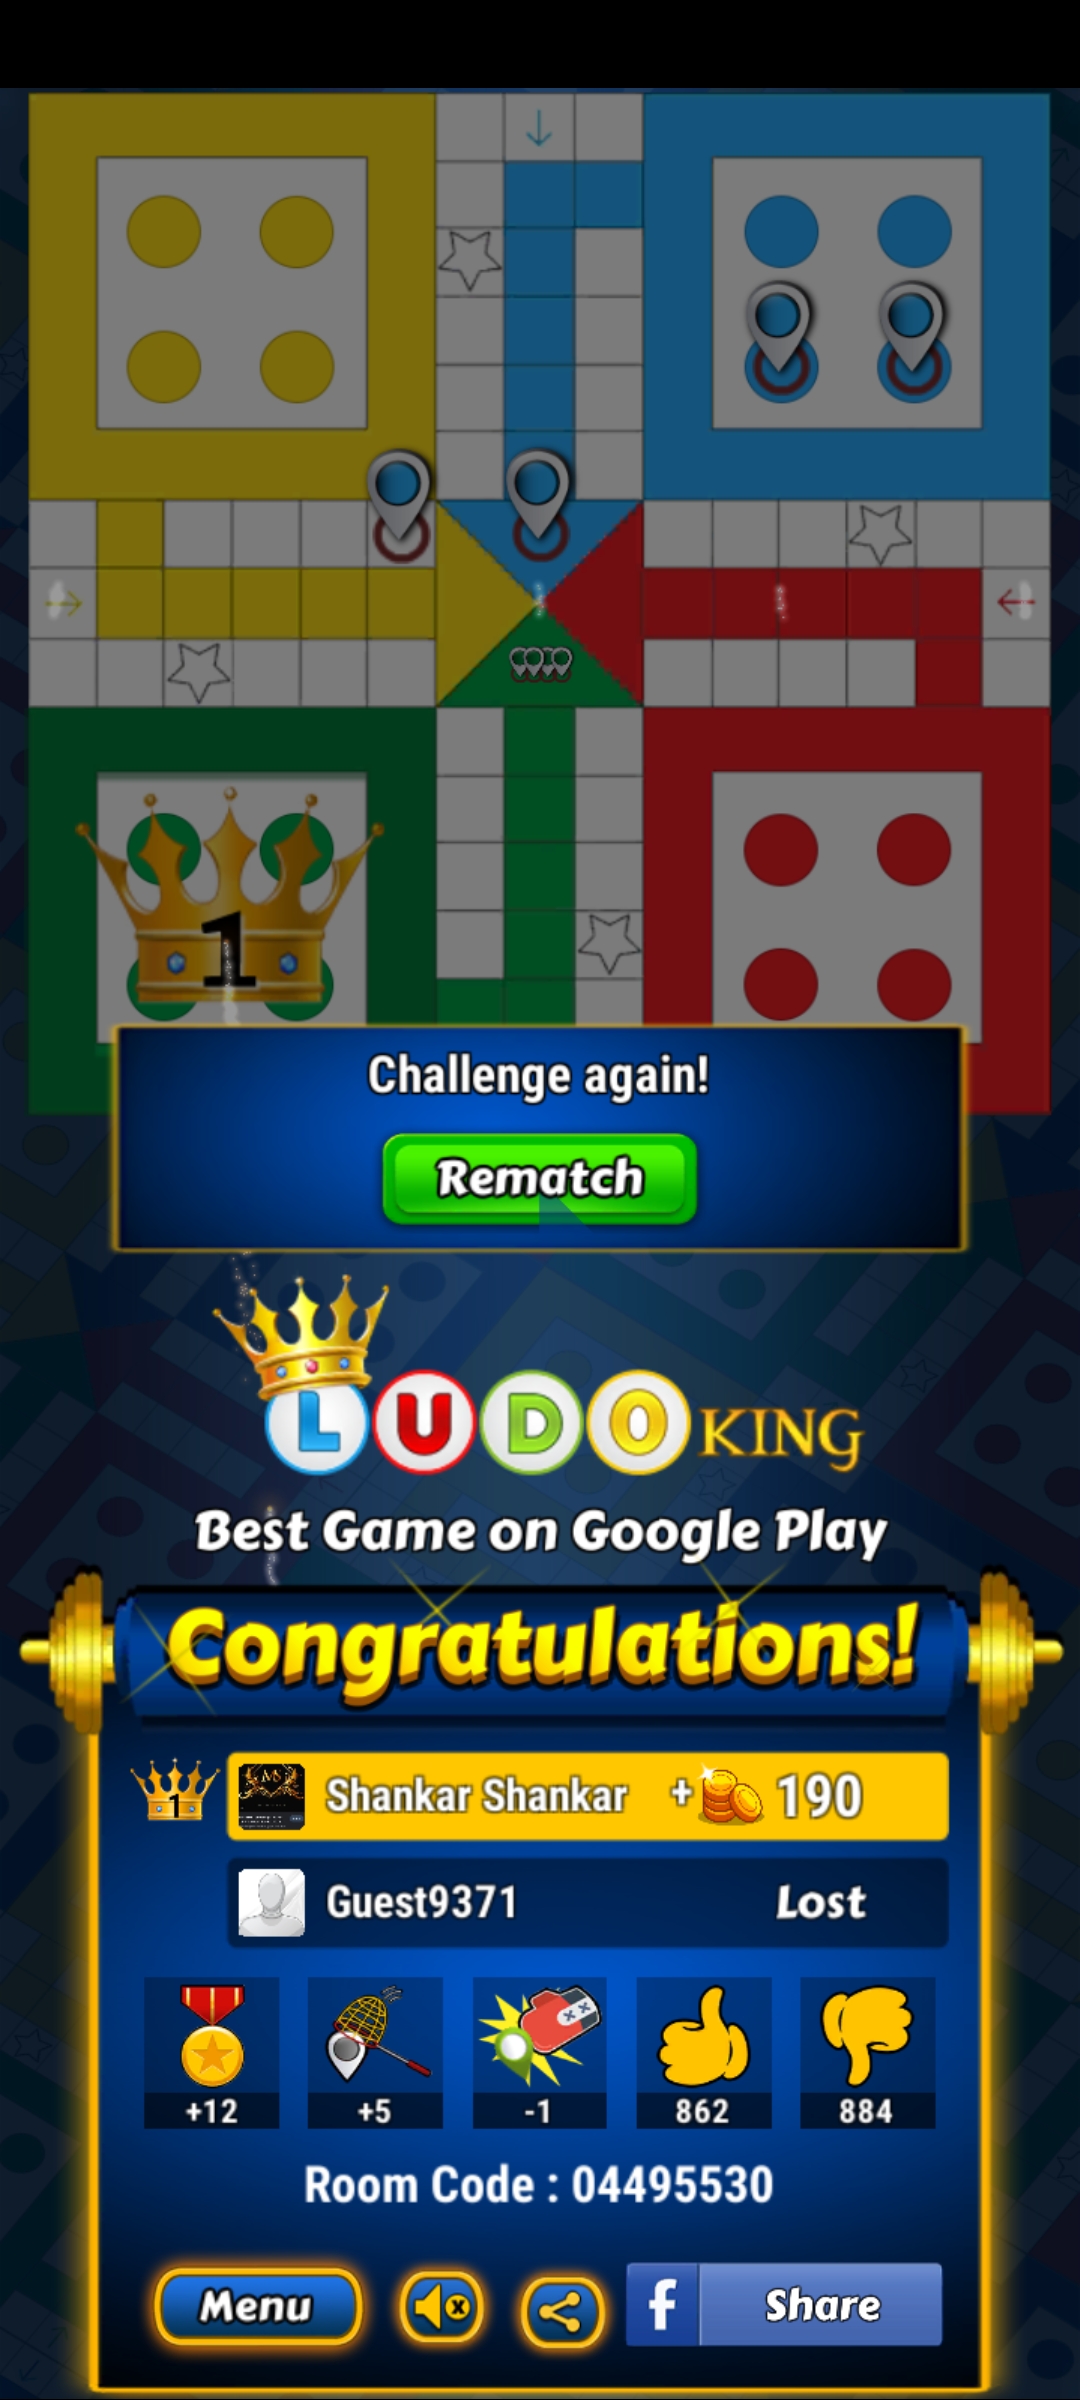 1
Challenge again!
Rematch
LUDO KING
Best Game on Google Play
Congratulations!
1 Shankar Shankar + 190
Guest9371 Lost
+12 +5 -1 862 884
Room Code : 04495530
Menu f Share